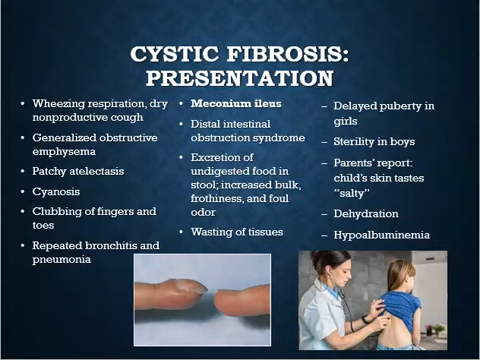 CYSTIC FIBROSIS:
PRESENTATION
• Wheezing respiration, dry
nonproductive cough
• Generalized obstructive
emphysema
• Patchy atelectasis
• Cyanosis
• Clubbing of fingers and
toes
• Repeated bronchitis and
pneumonia
• Meconium ileus
• Distal intestinal
obstruction syndrome
• Excretion of
undigested food in
stool; increased bulk,
frothiness, and foul
odor
• Wasting of tissues
– Delayed puberty in
girls
– Sterility in boys
– Parents' report:
child's skin tastes
"salty"
– Dehydration
– Hypoalbuminemia